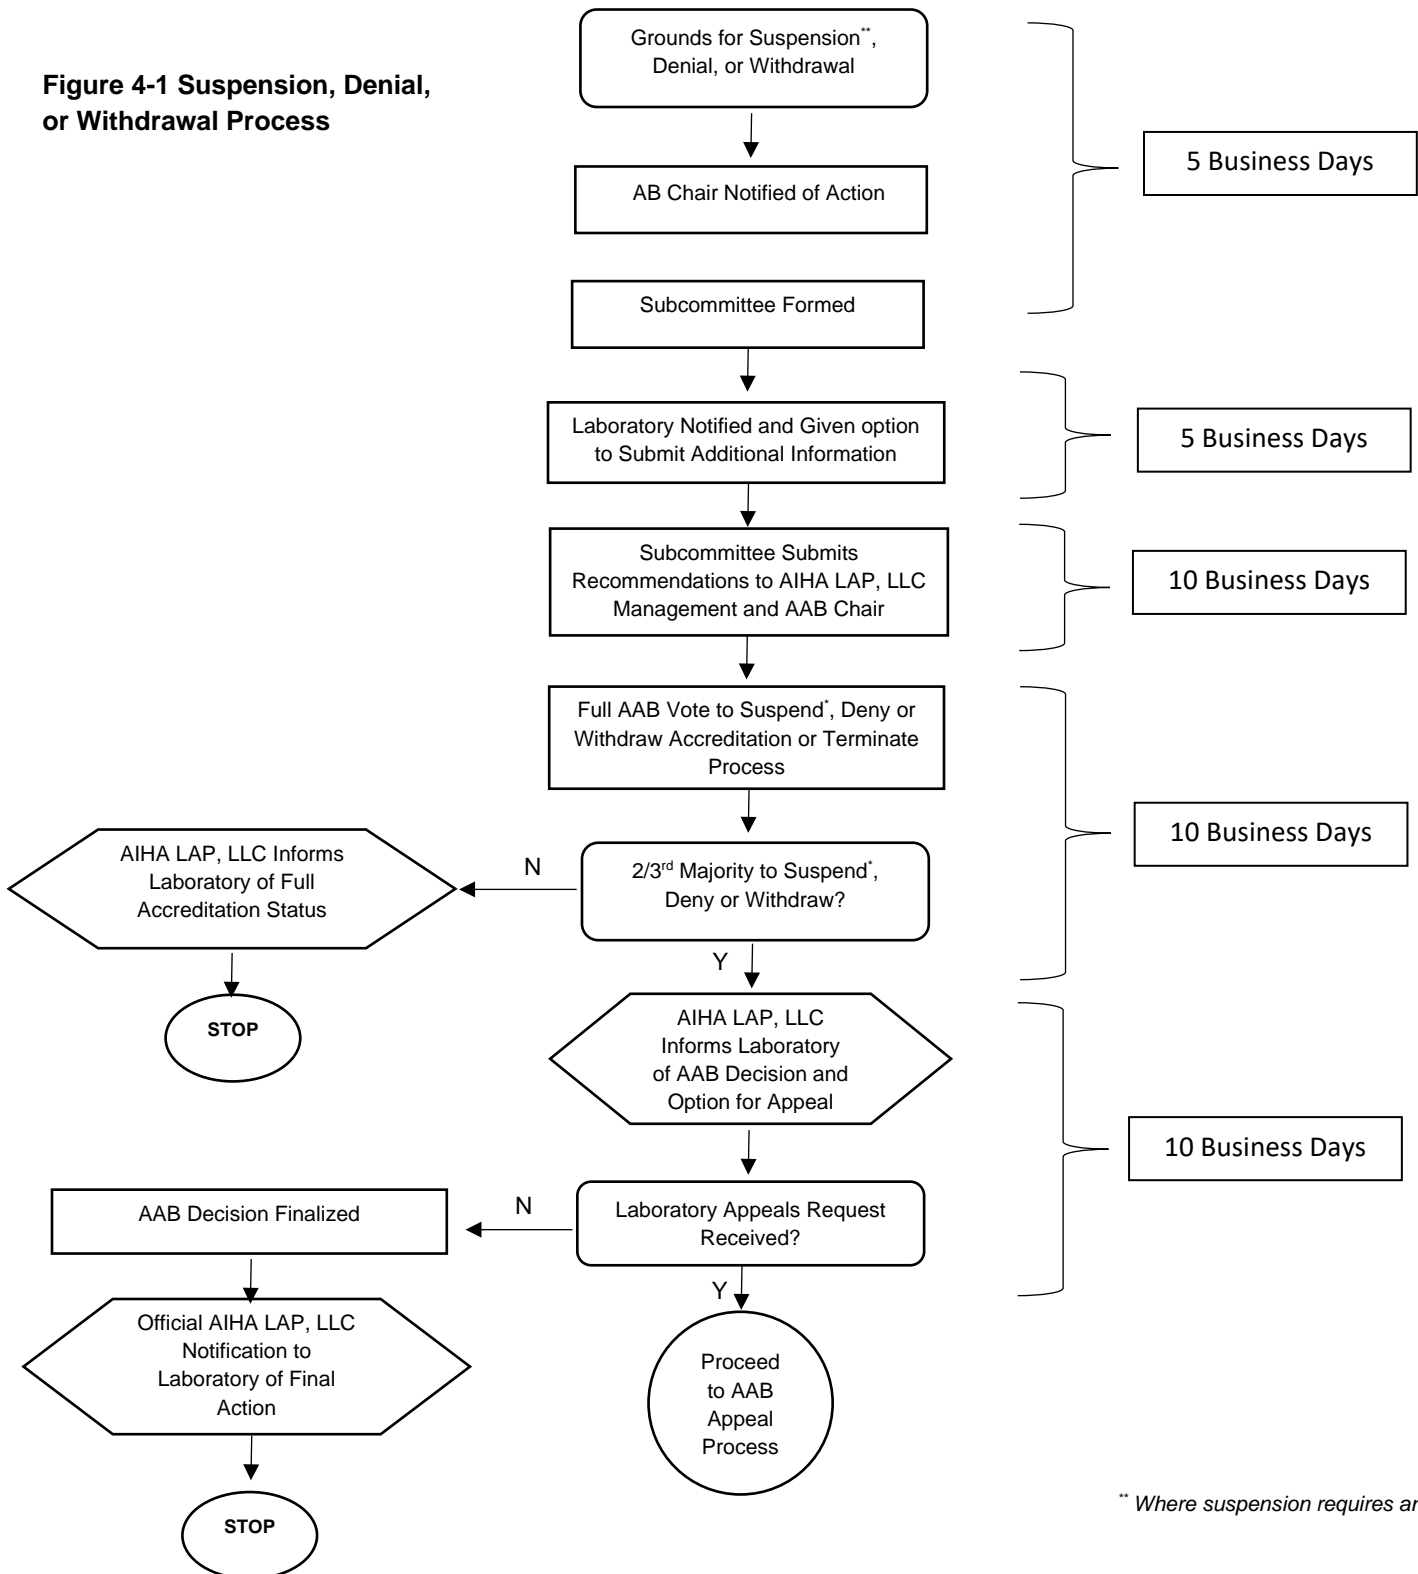 Grounds for Suspension**,
Denial, or Withdrawal
Figure 4-1 Suspension, Denial,
or Withdrawal Process
5 Business Days
AB Chair Notified of Action
Subcommittee Formed
Laboratory Notified and Given option
to Submit Additional Information
5 Business Days
Subcommittee Submits
Recommendations to AIHA LAP, LLC
Management and AAB Chair
10 Business Days
Full AAB Vote to Suspend*, Deny or
Withdraw Accreditation or Terminate
Process
10 Business Days
AIHA LAP, LLC Informs
Laboratory of Full
Accreditation Status
N
2/3rd Majority to Suspend*,
Deny or Withdraw?
Y
STOP
AIHA LAP, LLC
Informs Laboratory
of AAB Decision and
Option for Appeal
10 Business Days
AAB Decision Finalized
N
Laboratory Appeals Request
Received?
Y
Official AIHA LAP, LLC
Notification to
Laboratory of Final
Action
Proceed
to AAB
Appeal
Process
** Where suspension requires
STOP